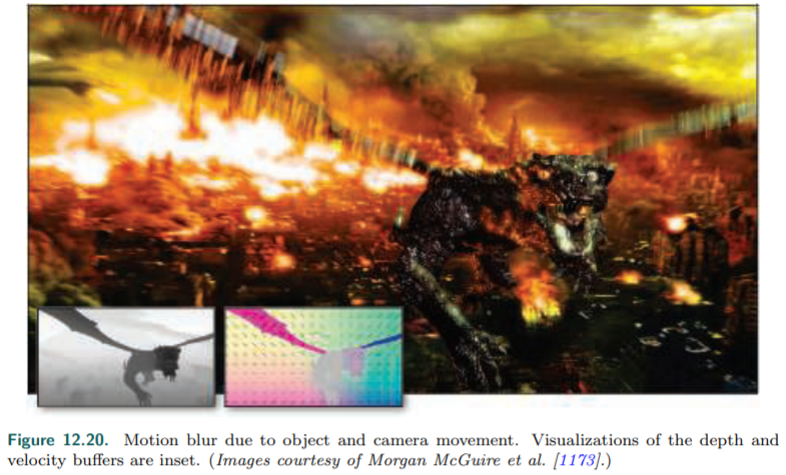 Figure 12.20. Motion blur due to object and camera movement. Visualizations of the depth and
velocity buffers are inset. (Images courtesy of Morgan McGuire et al. [1173].)